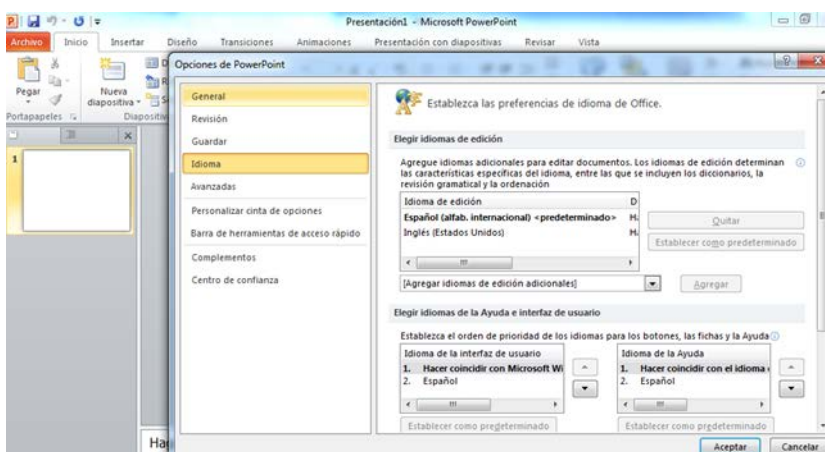 Presentación1 - Microsoft PowerPoint
Archivo Inicio Insertar Diseño Transiciones Animaciones Presentación con diapositivas Revisar Vista
Pegar
Nueva
diapositiva
Portapapeles
1
Opciones de PowerPoint
General
Revisión
Guardar
Idioma
Avanzadas
Personalizar cinta de opciones
Barra de herramientas de acceso rápido
Complementos
Centro de confianza
Establezca las preferencias de idioma de Office.
Elegir idiomas de edición
Agregue idiomas adicionales para editar documentos. Los idiomas de edición determinan
las características específicas del idioma, entre las que se incluyen los diccionarios, la
revisión gramatical y la ordenación
Idioma de edición D
Español (alfab. internacional) <predeterminado>
Inglés (Estados Unidos)
Quitar
Establecer como predeterminado
[Agregar idiomas de edición adicionales]
Agregar
Elegir idiomas de la Ayuda e interfaz de usuario
Establezca el orden de prioridad de los idiomas para los botones, las fichas y la Ayuda
Idioma de la interfaz de usuario
1. Hacer coincidir con Microsoft Wi
2. Español
Establecer como predeterminado
Idioma de la Ayuda
1. Hacer coincidir con el idioma
2. Español
Establecer como predeterminado
Aceptar Cancelar